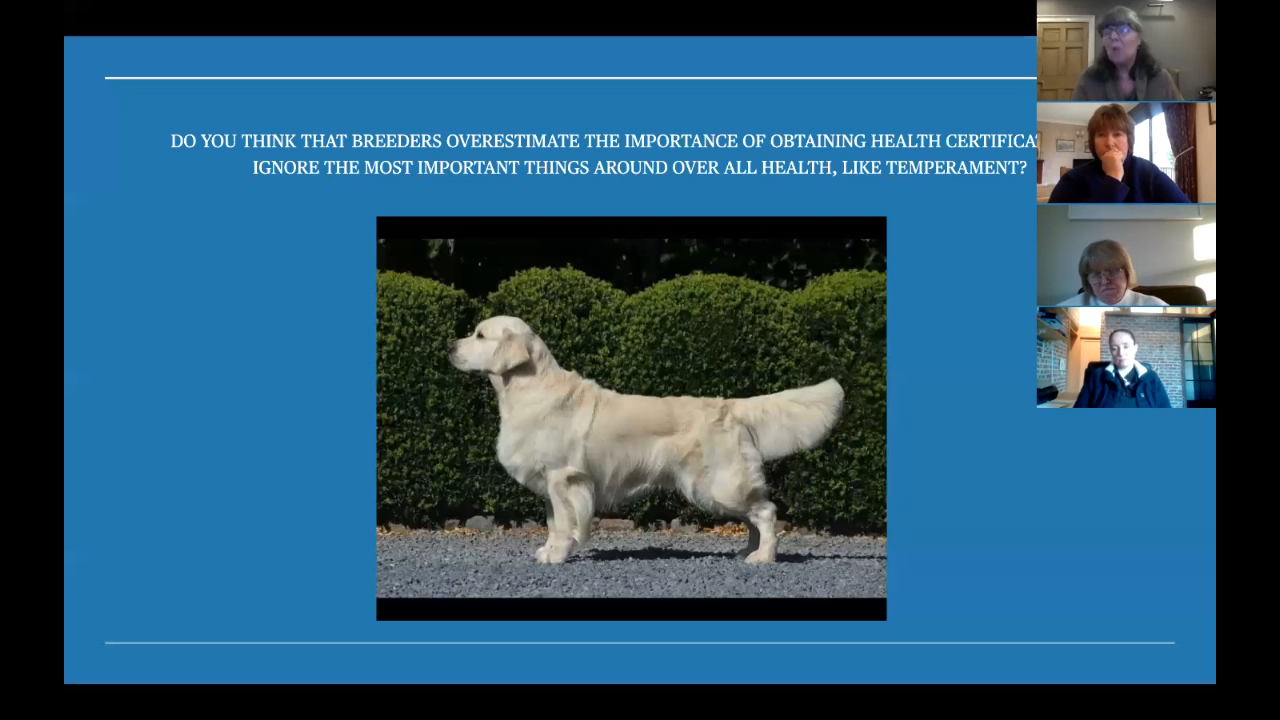 DO YOU THINK THAT BREEDERS OVERESTIMATE THE IMPORTANCE OF OBTAINING HEALTH
IGNORE THE MOST IMPORTANT THINGS AROUND OVER ALL HEALTH, LIKE TEMPERAMENT?